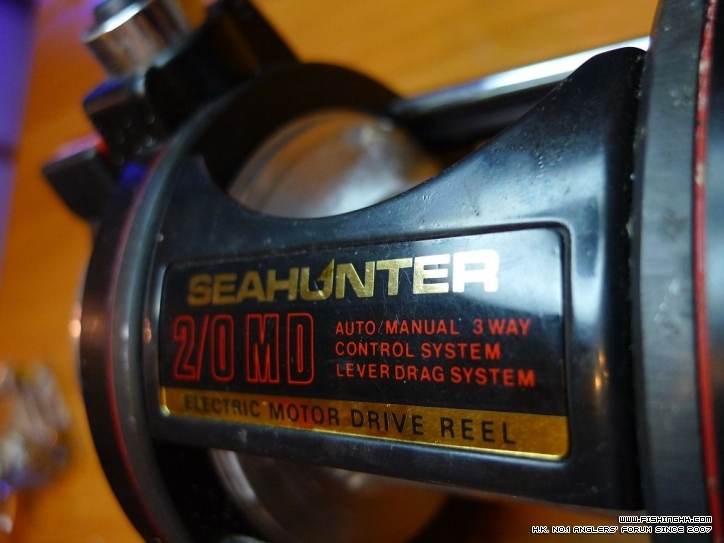 SEAHUNTER
2/0 MD
AUTO/MANUAL 3 WAY
CONTROL SYSTEM
LEVER DRAG SYSTEM
ELECTRIC MOTOR DRIVE REEL
WWW.FISHINGHK.COM
H.K. NO.1 ANGLERS' FORUM SINCE 2007